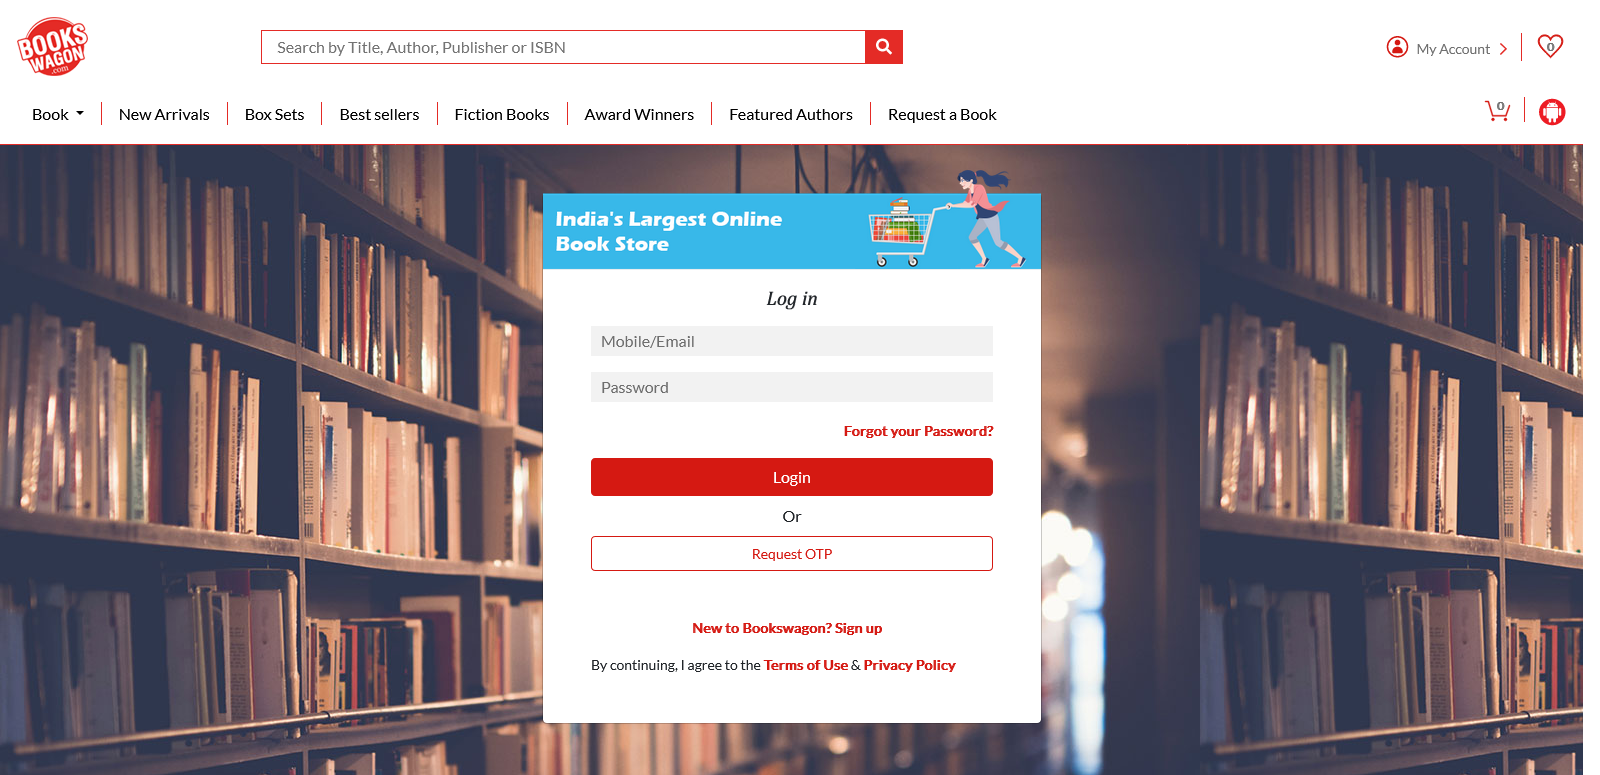 BOOKS
WAGON
.com
Search by Title, Author, Publisher or ISBN
My Account
0
Book
New Arrivals
Box Sets
Best sellers
Fiction Books
Award Winners
Featured Authors
Request a Book
0
India's Largest Online
Book Store
Log in
Mobile/Email
Password
Forgot your Password?
Login
Or
Request OTP
New to Bookswagon? Sign up
By continuing, I agree to the Terms of Use & Privacy Policy